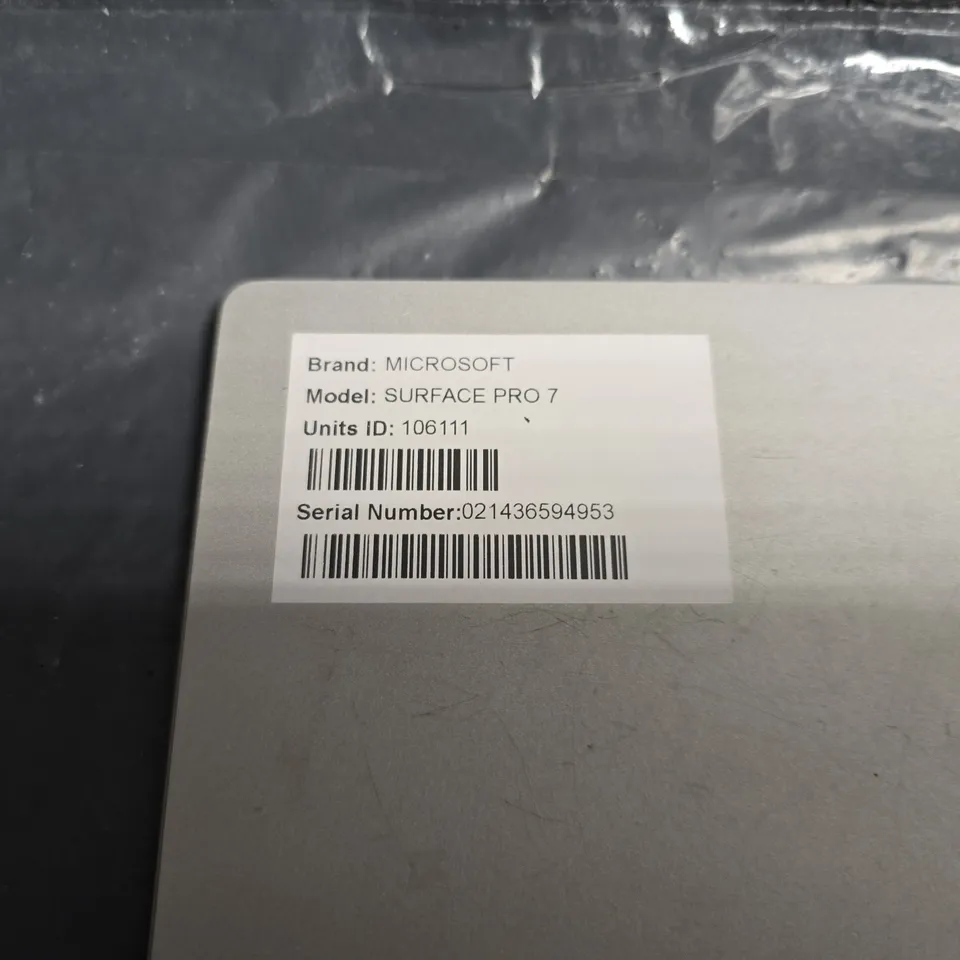 Brand: MICROSOFT
Model: SURFACE PRO 7
Units ID: 106111
Serial Number:021436594953